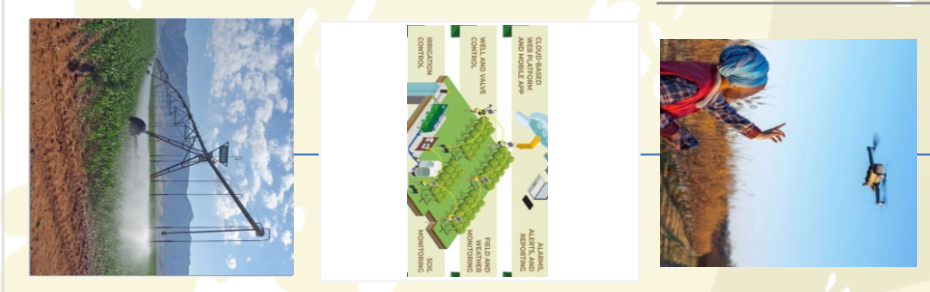 CLOUD-BASED
WEB PLATFORM
AND MOBILE APP
ALARMS,
ALERTS, AND
REPORTING
WELL AND VALVE
CONTROL
FIELD AND
WEATHER
MONITORING
IRRIGATION
CONTROL
SOIL
MONITORING